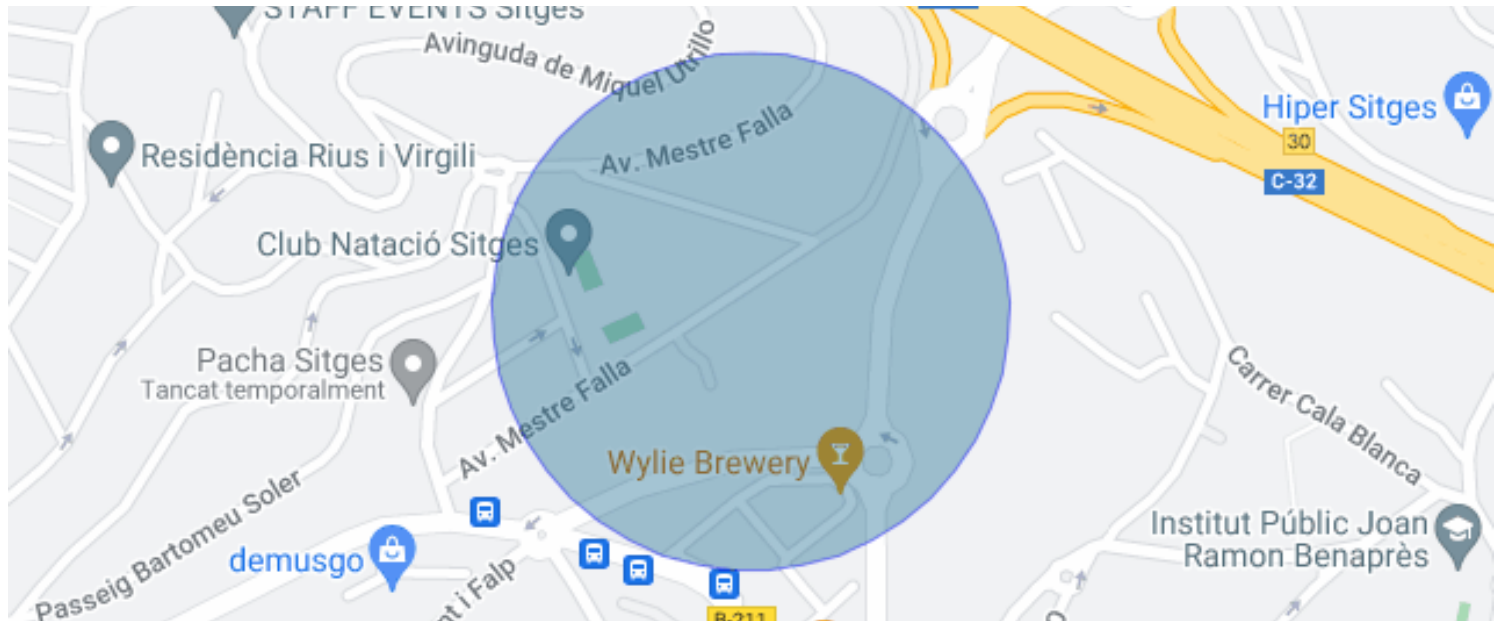 STAFF EVENTS Sitges
Avinguda de Miquel Utrillo
Hiper Sitges
Av. Mestre Falla
30
Residència Rius i Virgili
C-32
Club Natació Sitges
Pacha Sitges
Tancat temporalment
Av. Mestre Falla
Carrer Cala Blanca
Wylie Brewery
Passeig Bartomeu Soler
Institut Públic Joan
Ramon Benaprès
demusgo
i Falp
B-211